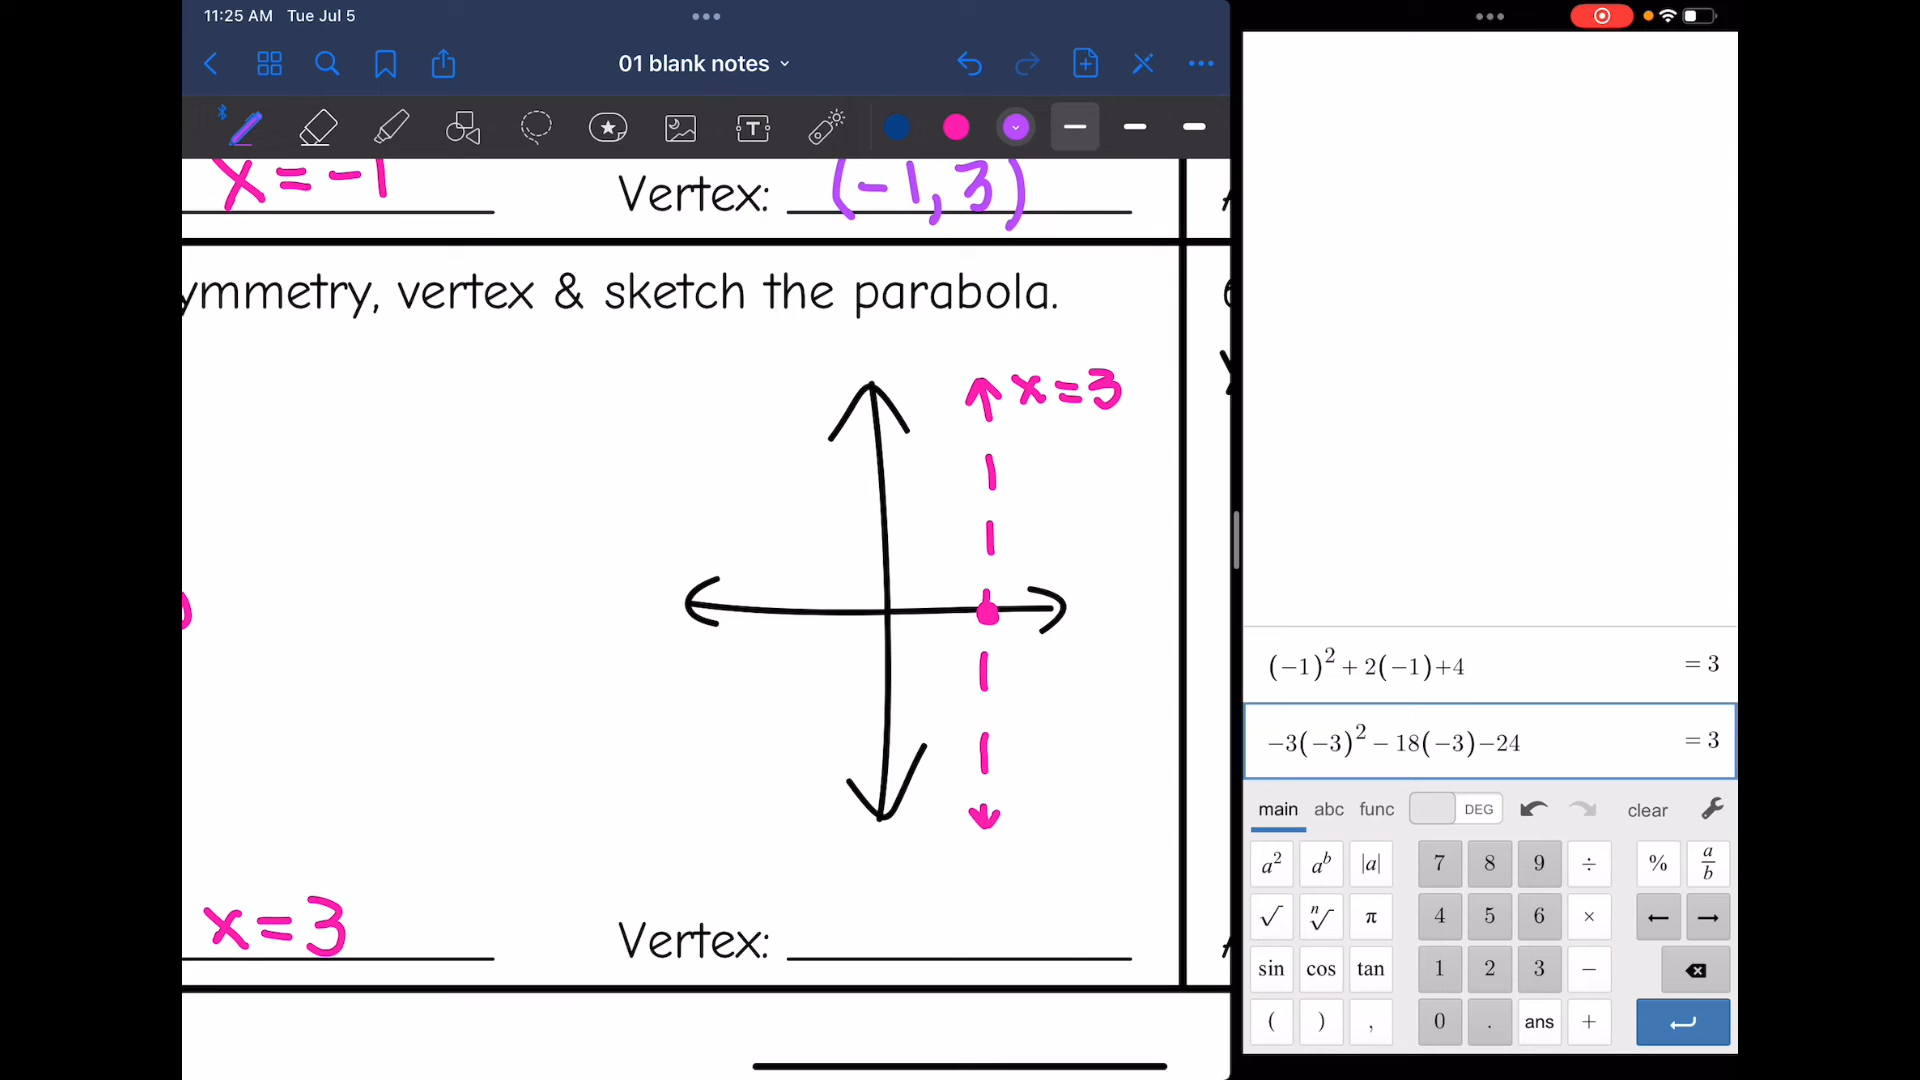 11:25 AM Tue Jul 5
01 blank notes
x=-1
Vertex: (-1,3)
ymmetry, vertex & sketch the parabola.
x=3
x=3
Vertex:
(−1)² + 2(−1)+4 = 3
−3(−3)² − 18(−3)−24 = 3
main abc func DEG clear
a² aᵇ |a| 7 8 9 ÷ % a/b
√ ⁿ√ π 4 5 6 × ← →
sin cos tan 1 2 3 −
( ) , 0 . ans +